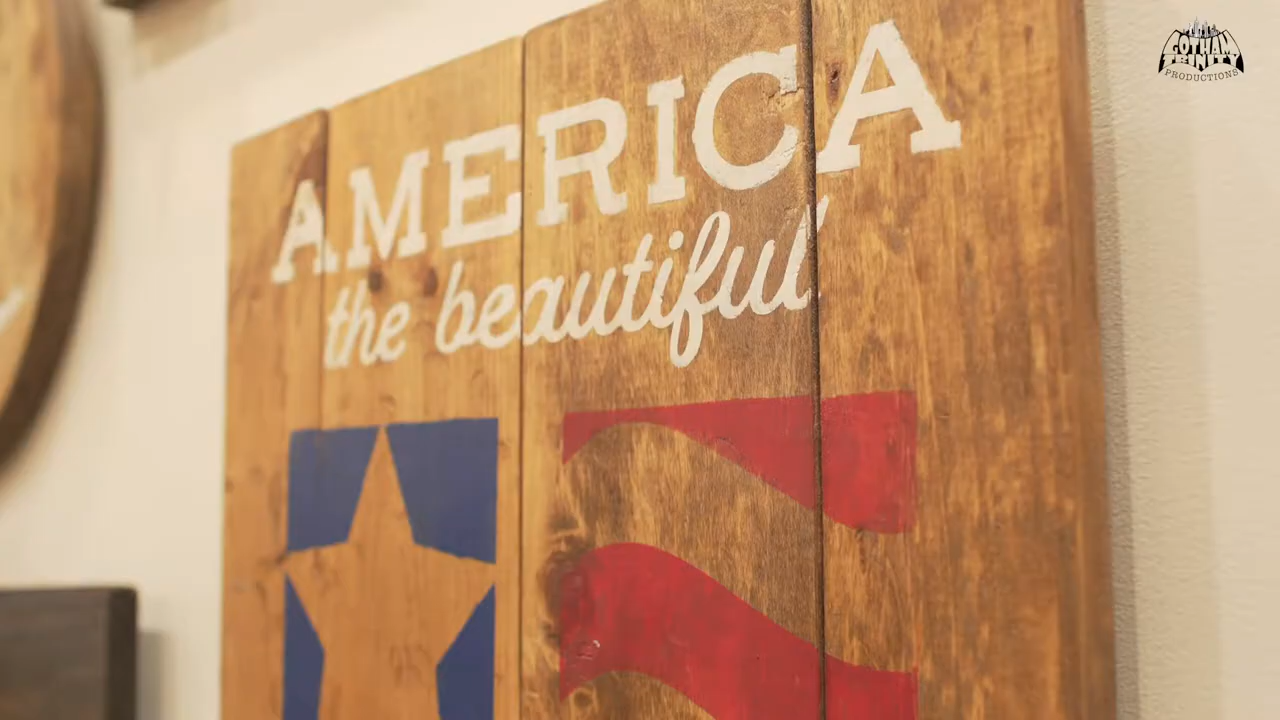 AMERICA
the beautiful
GOTHAM
TRINITY
PRODUCTIONS